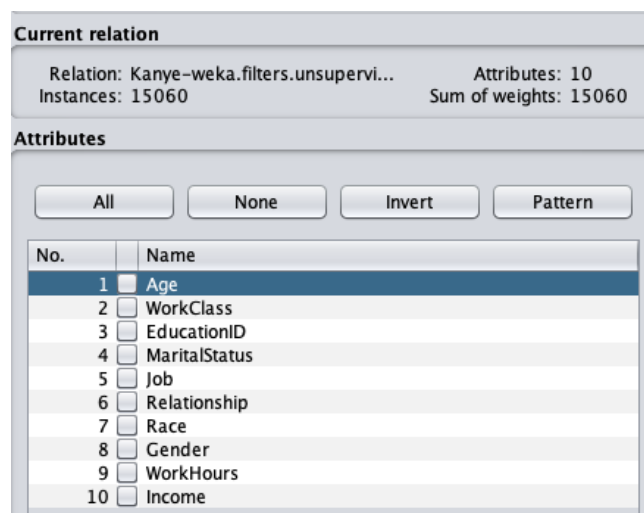 Current relation
Relation: Kanye-weka.filters.unsupervi... Attributes: 10
Instances: 15060 Sum of weights: 15060
Attributes
All None Invert Pattern
No. Name
1 Age
2 WorkClass
3 EducationID
4 MaritalStatus
5 Job
6 Relationship
7 Race
8 Gender
9 WorkHours
10 Income